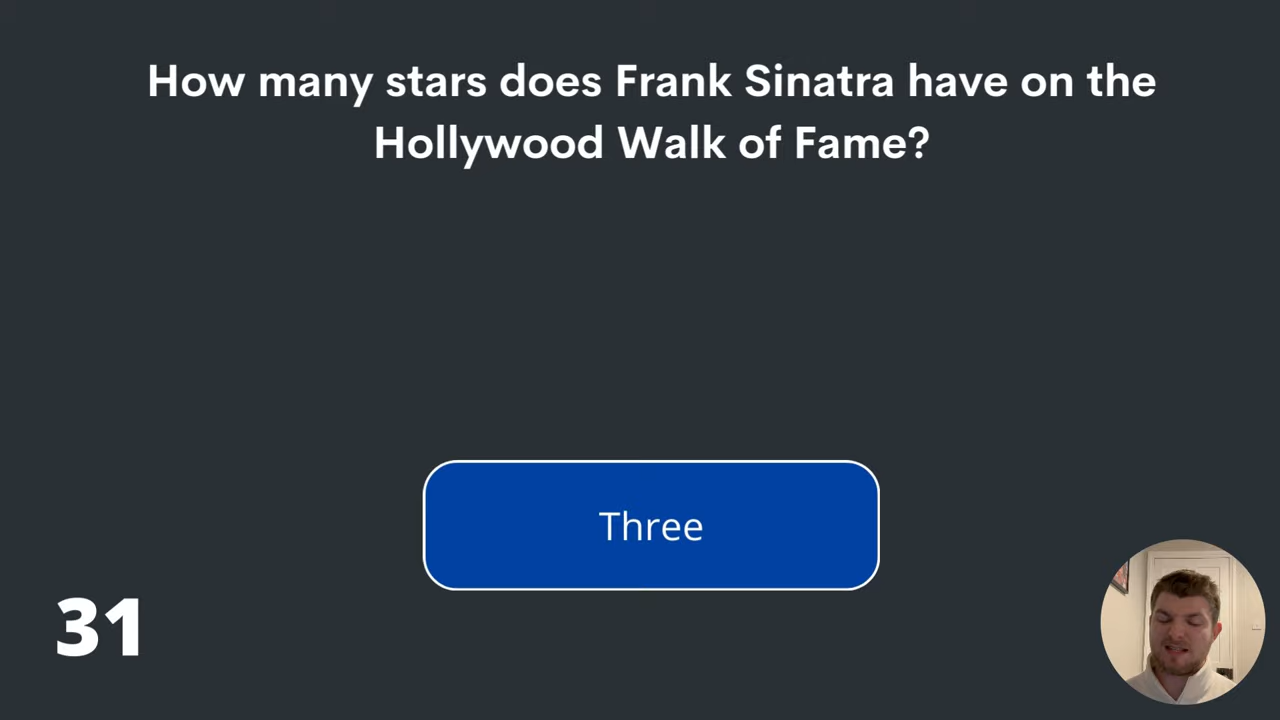 How many stars does Frank Sinatra have on the
Hollywood Walk of Fame?
Three
31